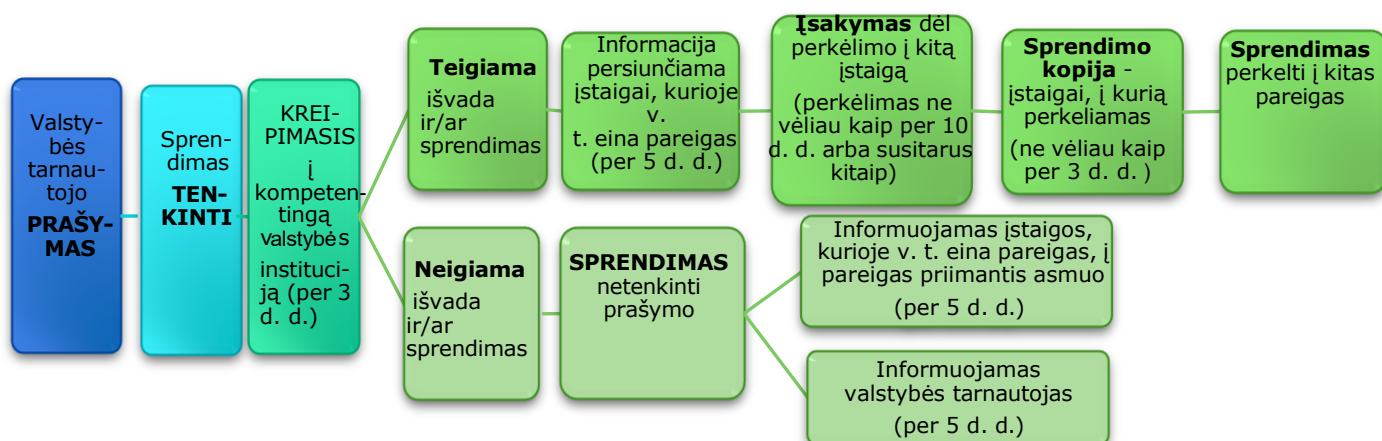 Valsty-
bės
tarnau-
tojo
PRAŠY-
MAS
Spren-
dimas
TEN-
KINTI
KREI-
PIMASIS
į
kompeten-
tingą
valstybės
instituci-
ją (per 3
d. d.)
Teigiama
išvada
ir/ar
sprendimas
Informacija
persiunčiama
įstaigai, kurioje
v.
t. eina pareigas
(per 5 d. d.)
Įsakymas dėl
perkėlimo į kitą
įstaigą
(perkėlimas ne
vėliau kaip per 10
d. d. arba susitarus
kitaip)
Sprendimo
kopija -
įstaigai, į kurią
perkeliamas
(ne vėliau kaip
per 3 d. d. )
Sprendimas
perkelti į kitas
pareigas
Neigiama
išvada
ir/ar
sprendimas
SPRENDIMAS
netenkinti
prašymo
Informuojamas įstaigos,
kurioje v. t. eina pareigas, į
pareigas priimantis asmuo
(per 5 d. d.)
Informuojamas
valstybės tarnautojas
(per 5 d. d.)